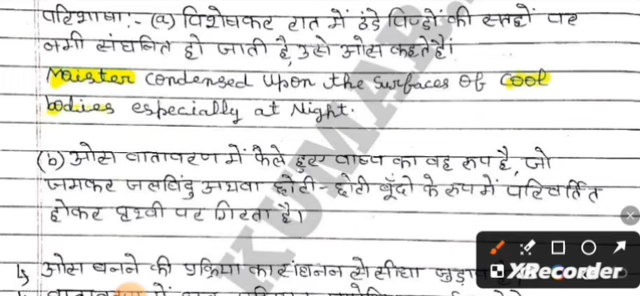 परिभाषा:- (a) विशेषकर रात में ठंडे पिण्डों की सतहों पर
नमी संघनित हो जाती है, उसे ओस कहते है।
Moister condensed upon the surfaces of cool
bodies especially at Night.
(b) ओस वातावरण में फैले हुए वाष्प का वह रूप है, जो
जमकर जलबिंदु अथवा छोटी-छोटी बूँदो के रूप में परिवर्तित
होकर पृथ्वी पर गिरता है।
ओस बनने की प्रक्रिया का संघनन से सीधा जुड़ाव
KUMAR
XRecorder